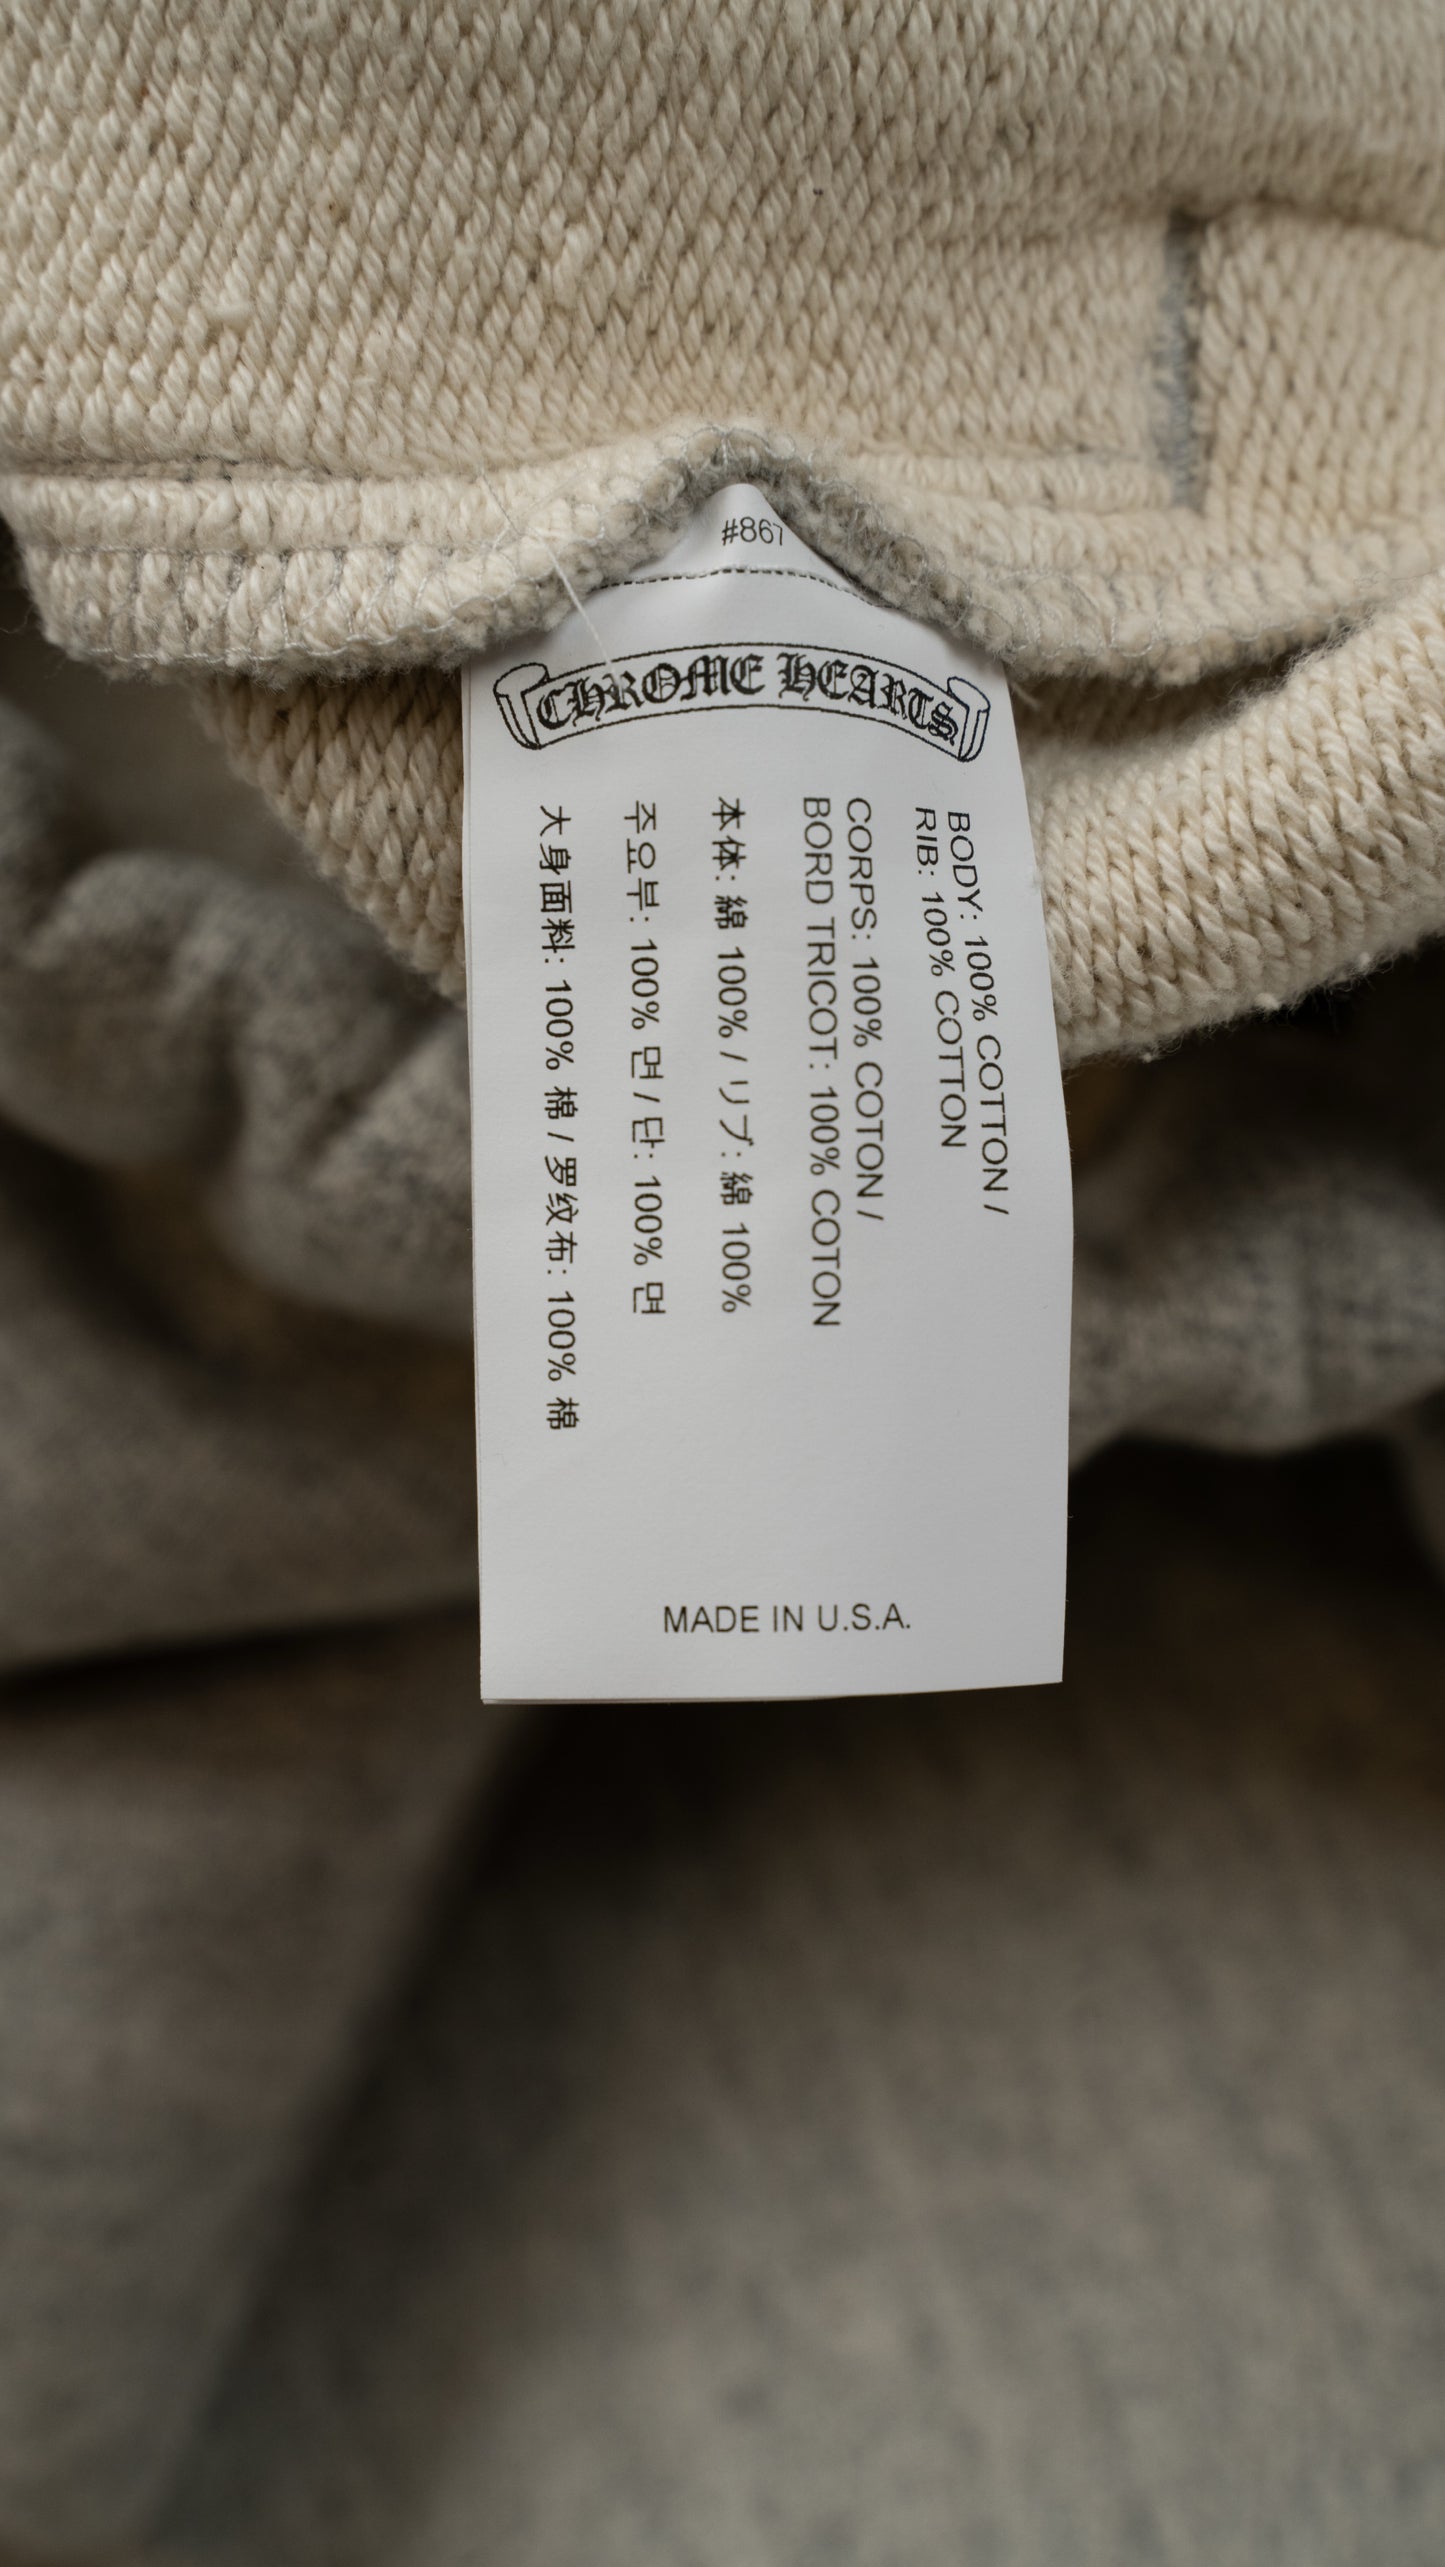 #867
CHROME HEARTS
BODY: 100% COTTON /
RIB: 100% COTTON
CORPS: 100% COTON /
BORD TRICOT: 100% COTON
本体: 綿 100% / リブ: 綿 100%
주요부: 100% 면 / 단: 100% 면
大身面料: 100% 棉 / 罗纹布: 100% 棉
MADE IN U.S.A.